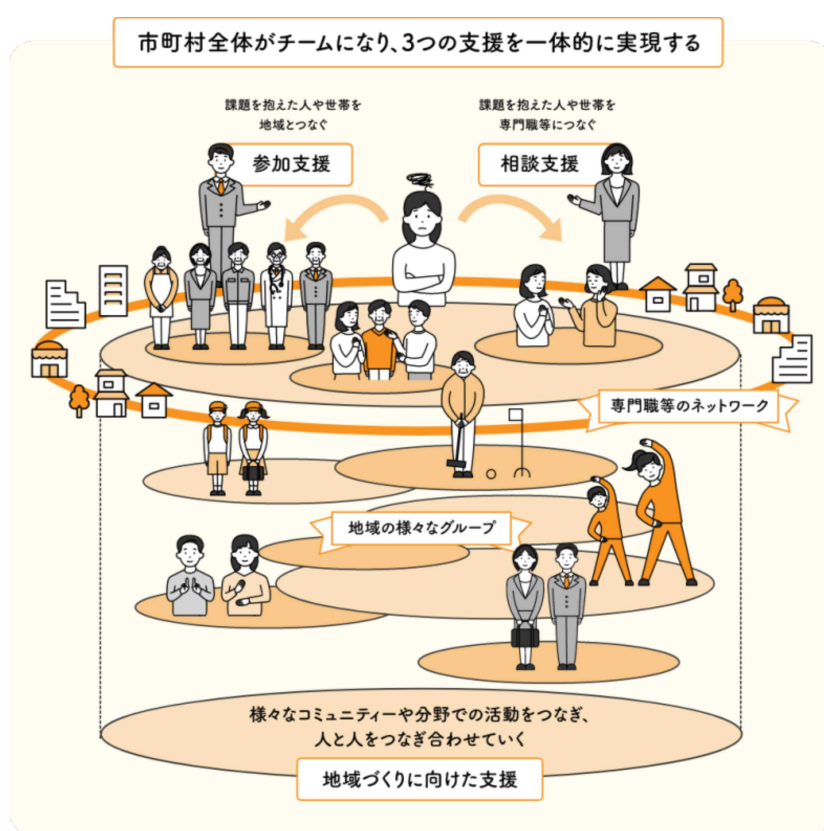 市町村全体がチームになり、3つの支援を一体的に実現する
課題を抱えた人や世帯を
地域とつなぐ
参加支援
課題を抱えた人や世帯を
専門職等につなぐ
相談支援
専門職等のネットワーク
地域の様々なグループ
様々なコミュニティーや分野での活動をつなぎ、
人と人をつなぎ合わせていく
地域づくりに向けた支援